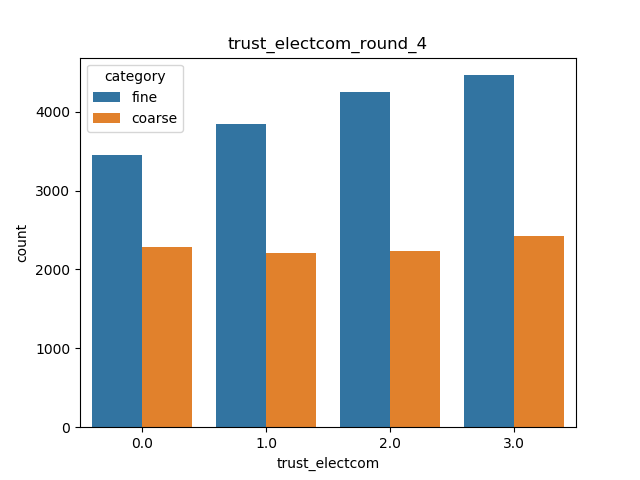 trust_electcom_round_4
category
fine
coarse
count
4000
3000
2000
1000
0
0.0 1.0 2.0 3.0
trust_electcom